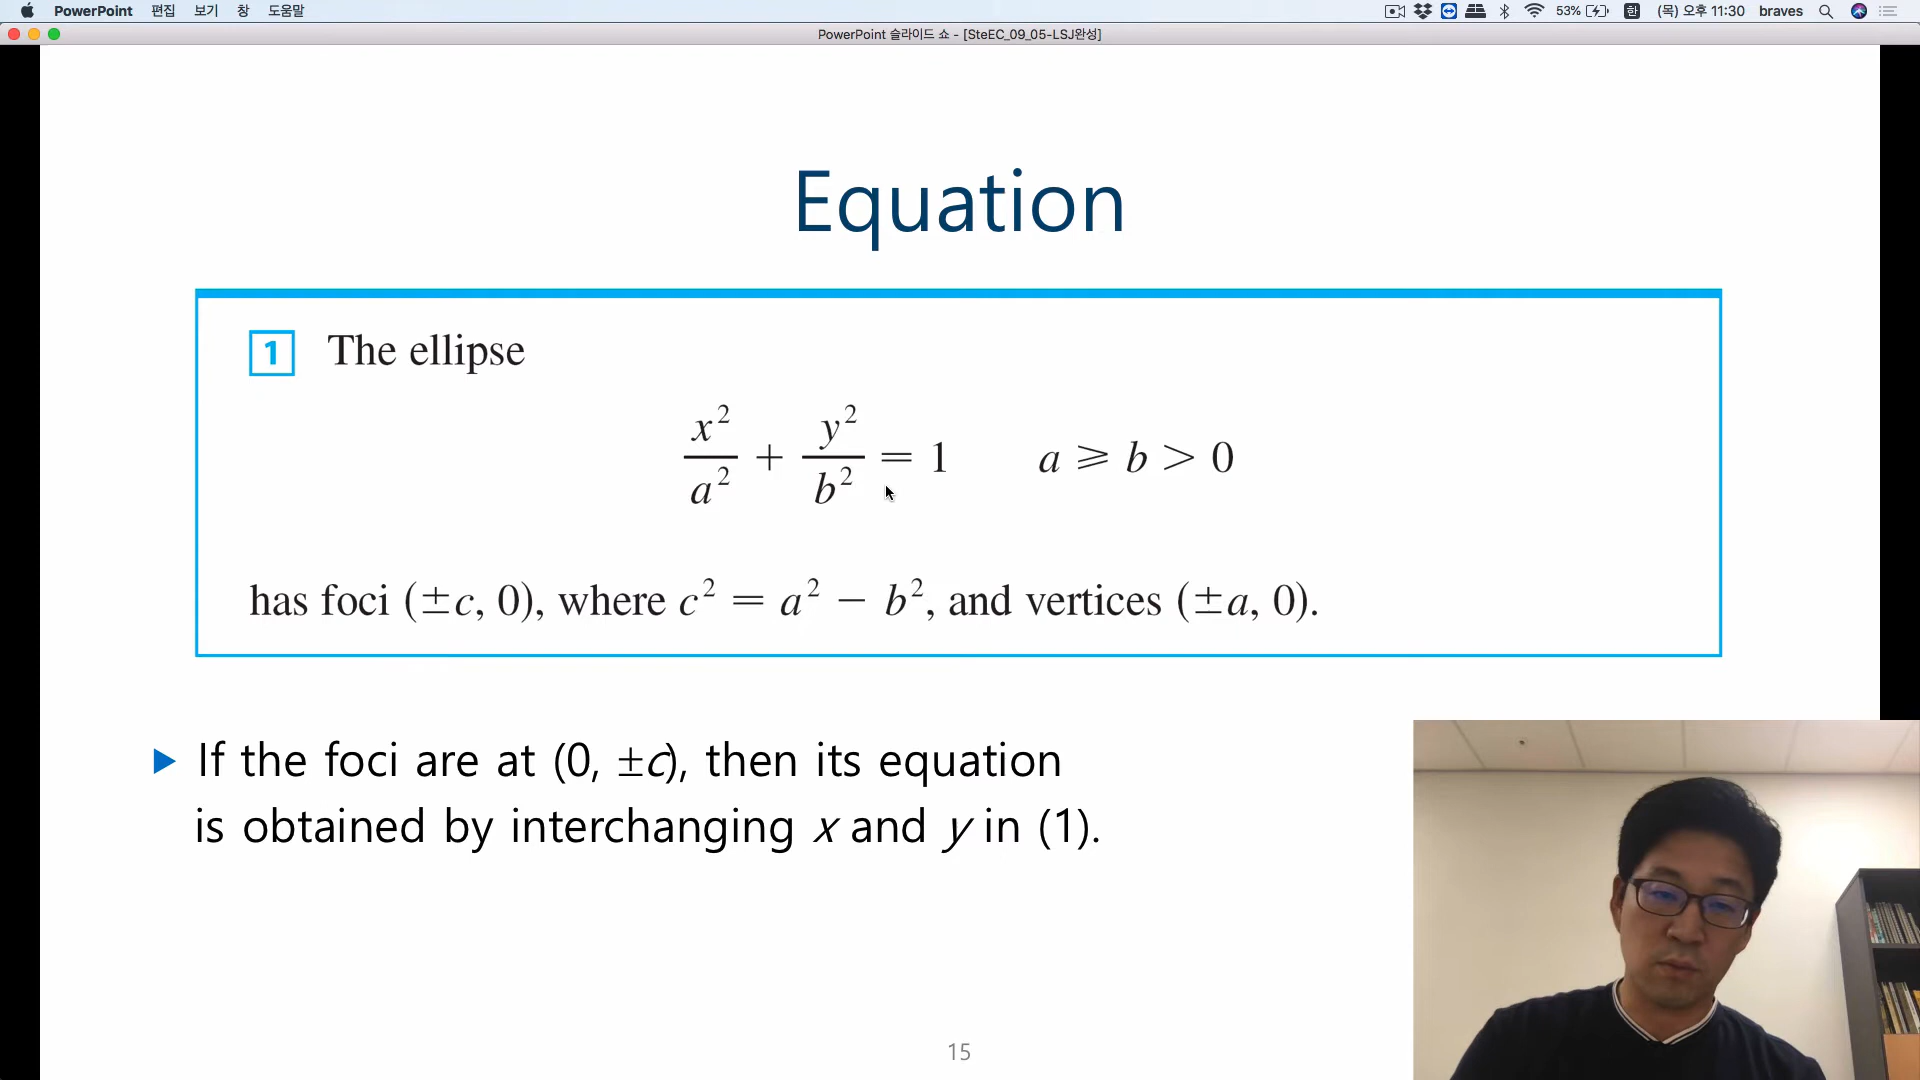 PowerPoint 편집 보기 창 도움말 53% 한 (목) 오후 11:30 braves
PowerPoint 슬라이드 쇼 - [SteEC_09_05-LSJ완성]
Equation
1 The ellipse
x²/a² + y²/b² = 1 a ⩾ b > 0
has foci (±c, 0), where c² = a² − b², and vertices (±a, 0).
▶ If the foci are at (0, ±c), then its equation
is obtained by interchanging x and y in (1).
15